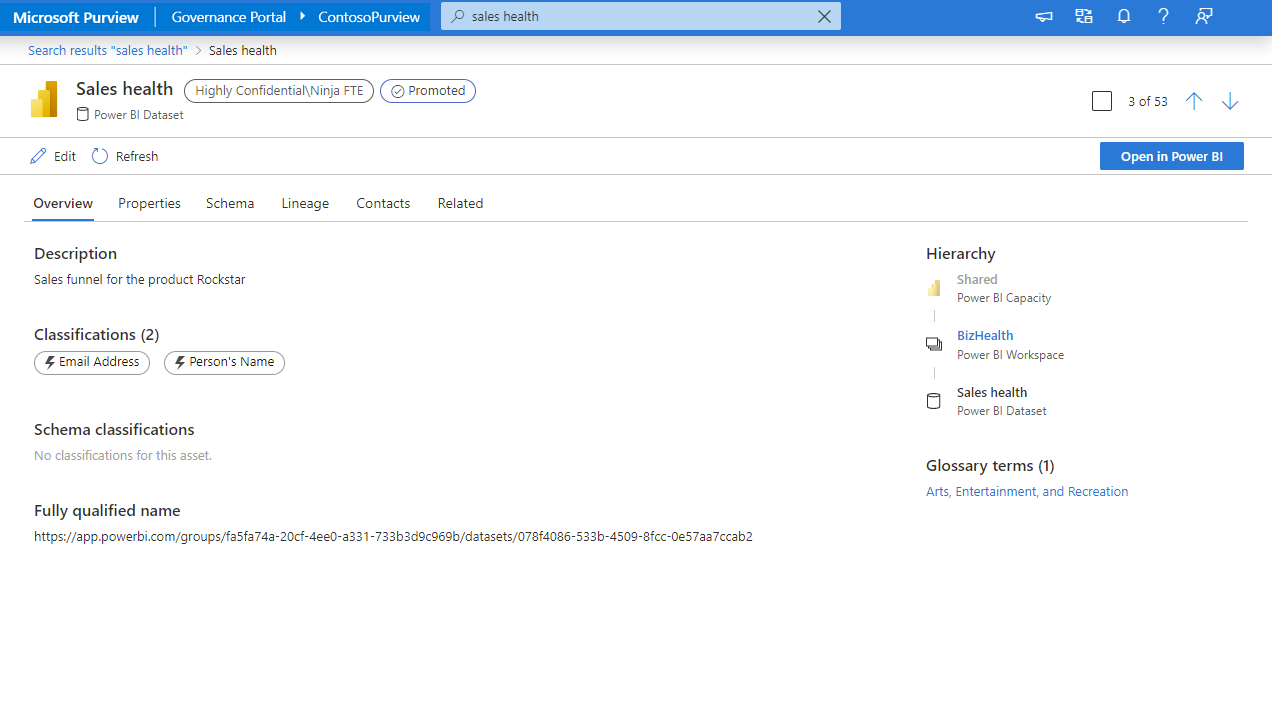 Microsoft Purview Governance Portal ContosoPurview sales health
Search results "sales health" > Sales health
Sales health Highly Confidential\Ninja FTE Promoted
Power BI Dataset
3 of 53
Edit Refresh Open in Power BI
Overview Properties Schema Lineage Contacts Related
Description
Sales funnel for the product Rockstar
Classifications (2)
Email Address Person's Name
Schema classifications
No classifications for this asset.
Fully qualified name
https://app.powerbi.com/groups/fa5fa74a-20cf-4ee0-a331-733b3d9c969b/datasets/078f4086-533b-4509-8fcc-0e57aa7ccab2
Hierarchy
Shared
Power BI Capacity
BizHealth
Power BI Workspace
Sales health
Power BI Dataset
Glossary terms (1)
Arts, Entertainment, and Recreation